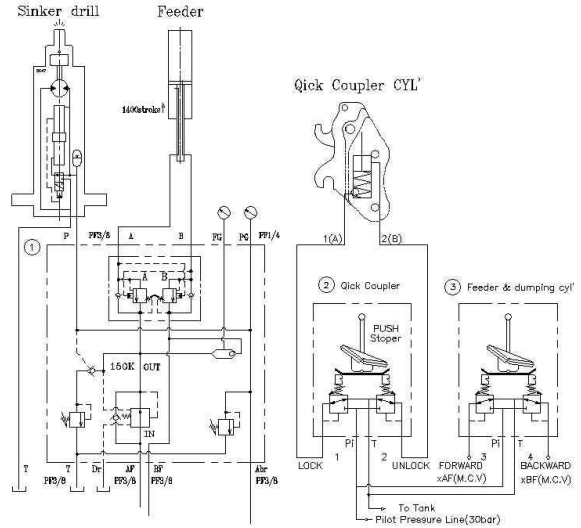 Sinker drill
Feeder
1400stroke
Qick Coupler CYL'
P
PF3/8
A
B
FG
PG
PF1/4
1
1(A)
2(B)
A
B
2 Qick Coupler
3 Feeder & dumping cyl'
PUSH
Stoper
150K
OUT
IN
Pi
T
Pi
T
LOCK
1
2
UNLOCK
3
4
FORWARD
xAF(M.C.V)
BACKWARD
xBF(M.C.V)
T
T
Dr
AF
BF
Abr
PF3/8
PF3/8
PF3/8
PF3/8
To Tank
Pilot Pressure Line(30bar)